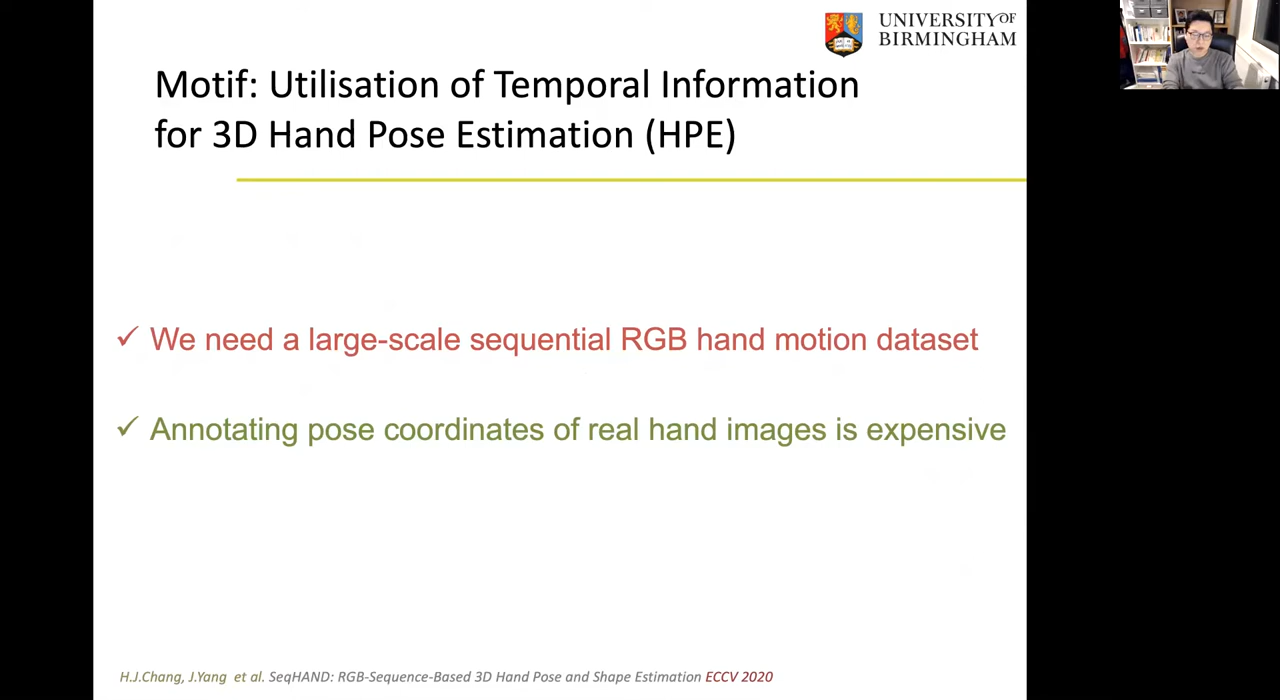 UNIVERSITY OF
BIRMINGHAM
Motif: Utilisation of Temporal Information
for 3D Hand Pose Estimation (HPE)
✓ We need a large-scale sequential RGB hand motion dataset
✓ Annotating pose coordinates of real hand images is expensive
H.J.Chang, J.Yang et al. SeqHAND: RGB-Sequence-Based 3D Hand Pose and Shape Estimation ECCV 2020